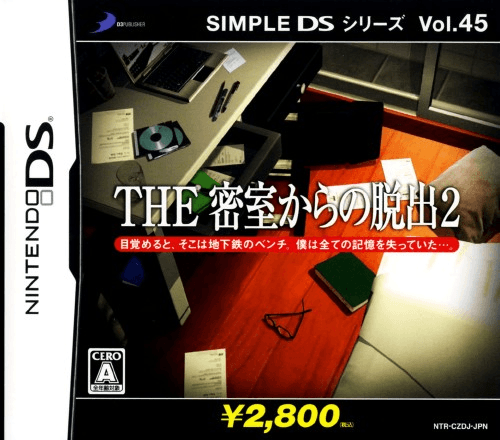 D3PUBLISHER
SIMPLE DS シリーズ Vol.45
NINTENDO DS®
THE 密室からの脱出2
目覚めると、そこは地下鉄のベンチ。僕は全ての記憶を失っていた…。
CERO
A
全年齢対象
¥2,800(税込)
NTR-CZDJ-JPN